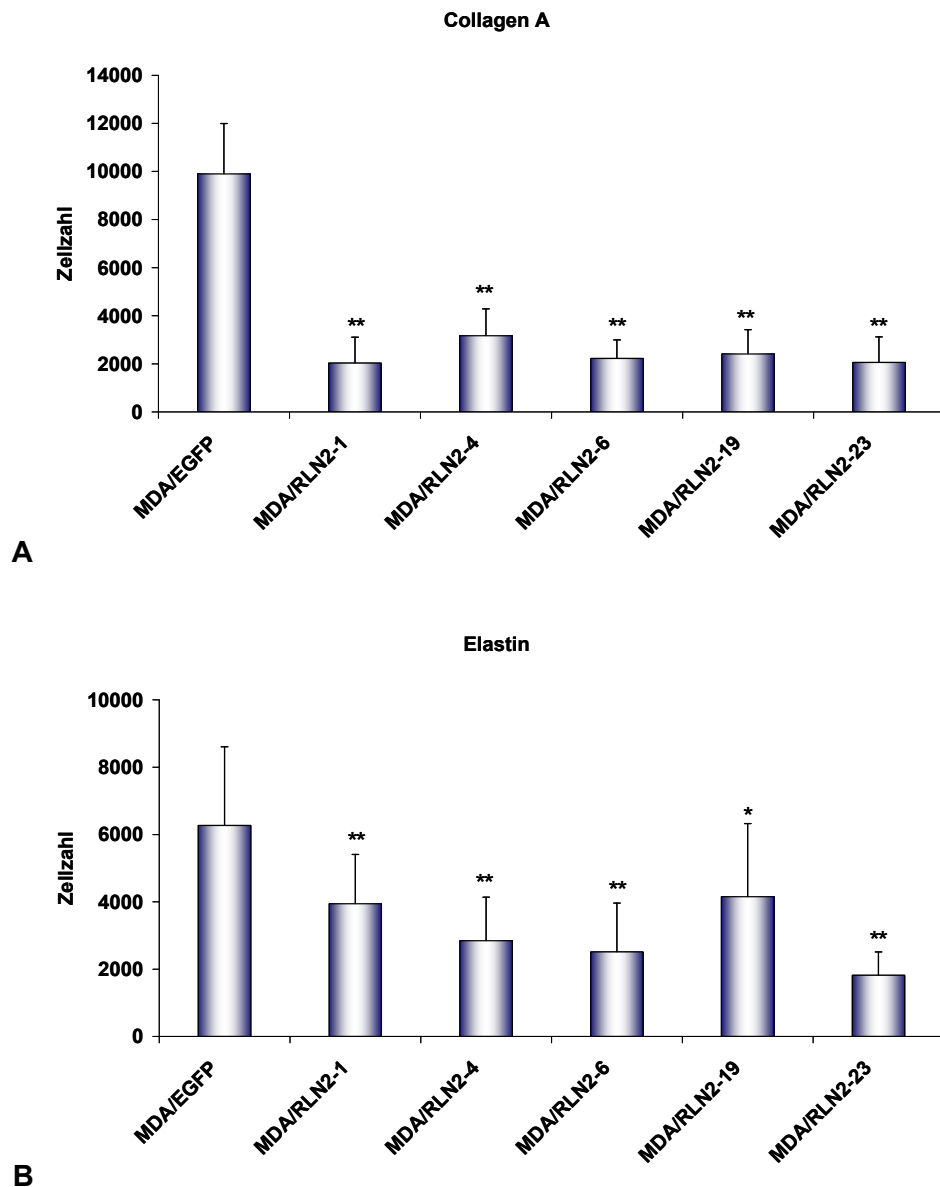 Collagen A
14000
12000
10000
8000
6000
4000
2000
0
Zellzahl
**
**
**
**
**
MDA/EGFP
MDA/RLN2-1
MDA/RLN2-4
MDA/RLN2-6
MDA/RLN2-19
MDA/RLN2-23
A
Elastin
10000
8000
6000
4000
2000
0
Zellzahl
**
**
**
*
**
MDA/EGFP
MDA/RLN2-1
MDA/RLN2-4
MDA/RLN2-6
MDA/RLN2-19
MDA/RLN2-23
B